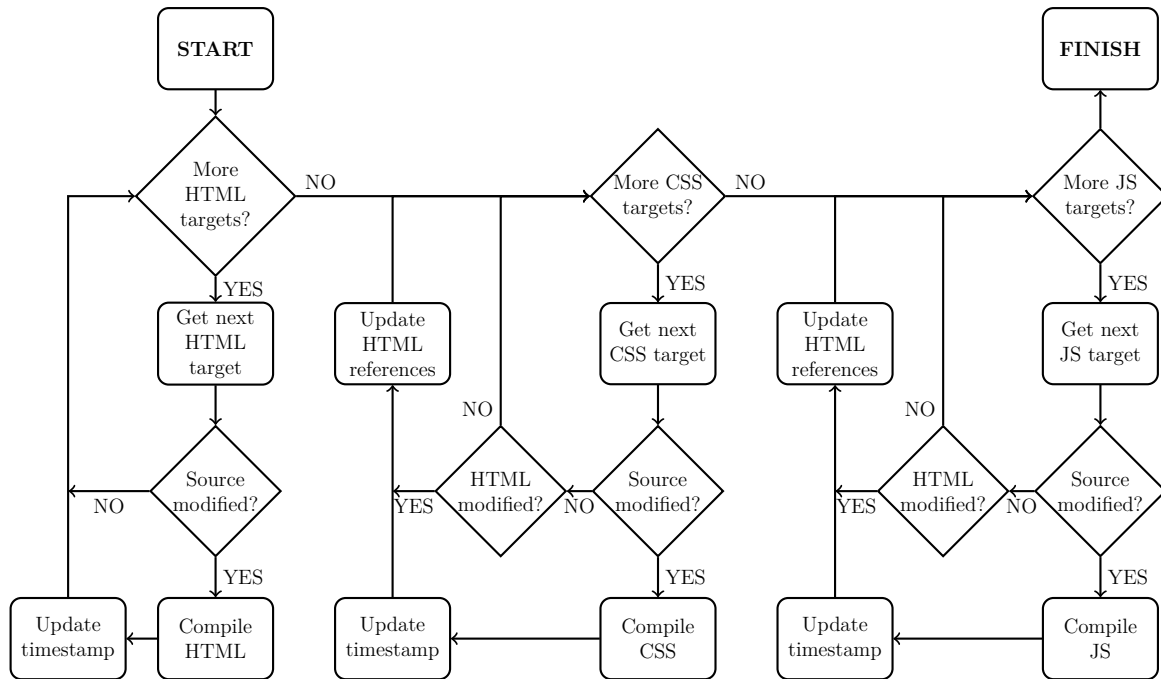 START
FINISH
More
HTML
targets?
NO
More CSS
targets?
NO
More JS
targets?
YES
YES
YES
Get next
HTML
target
Update
HTML
references
Get next
CSS target
Update
HTML
references
Get next
JS target
NO
NO
Source
modified?
NO
HTML
modified?
YES
Source
modified?
NO
HTML
modified?
YES
Source
modified?
NO
YES
YES
YES
Update
timestamp
Compile
HTML
Update
timestamp
Compile
CSS
Update
timestamp
Compile
JS